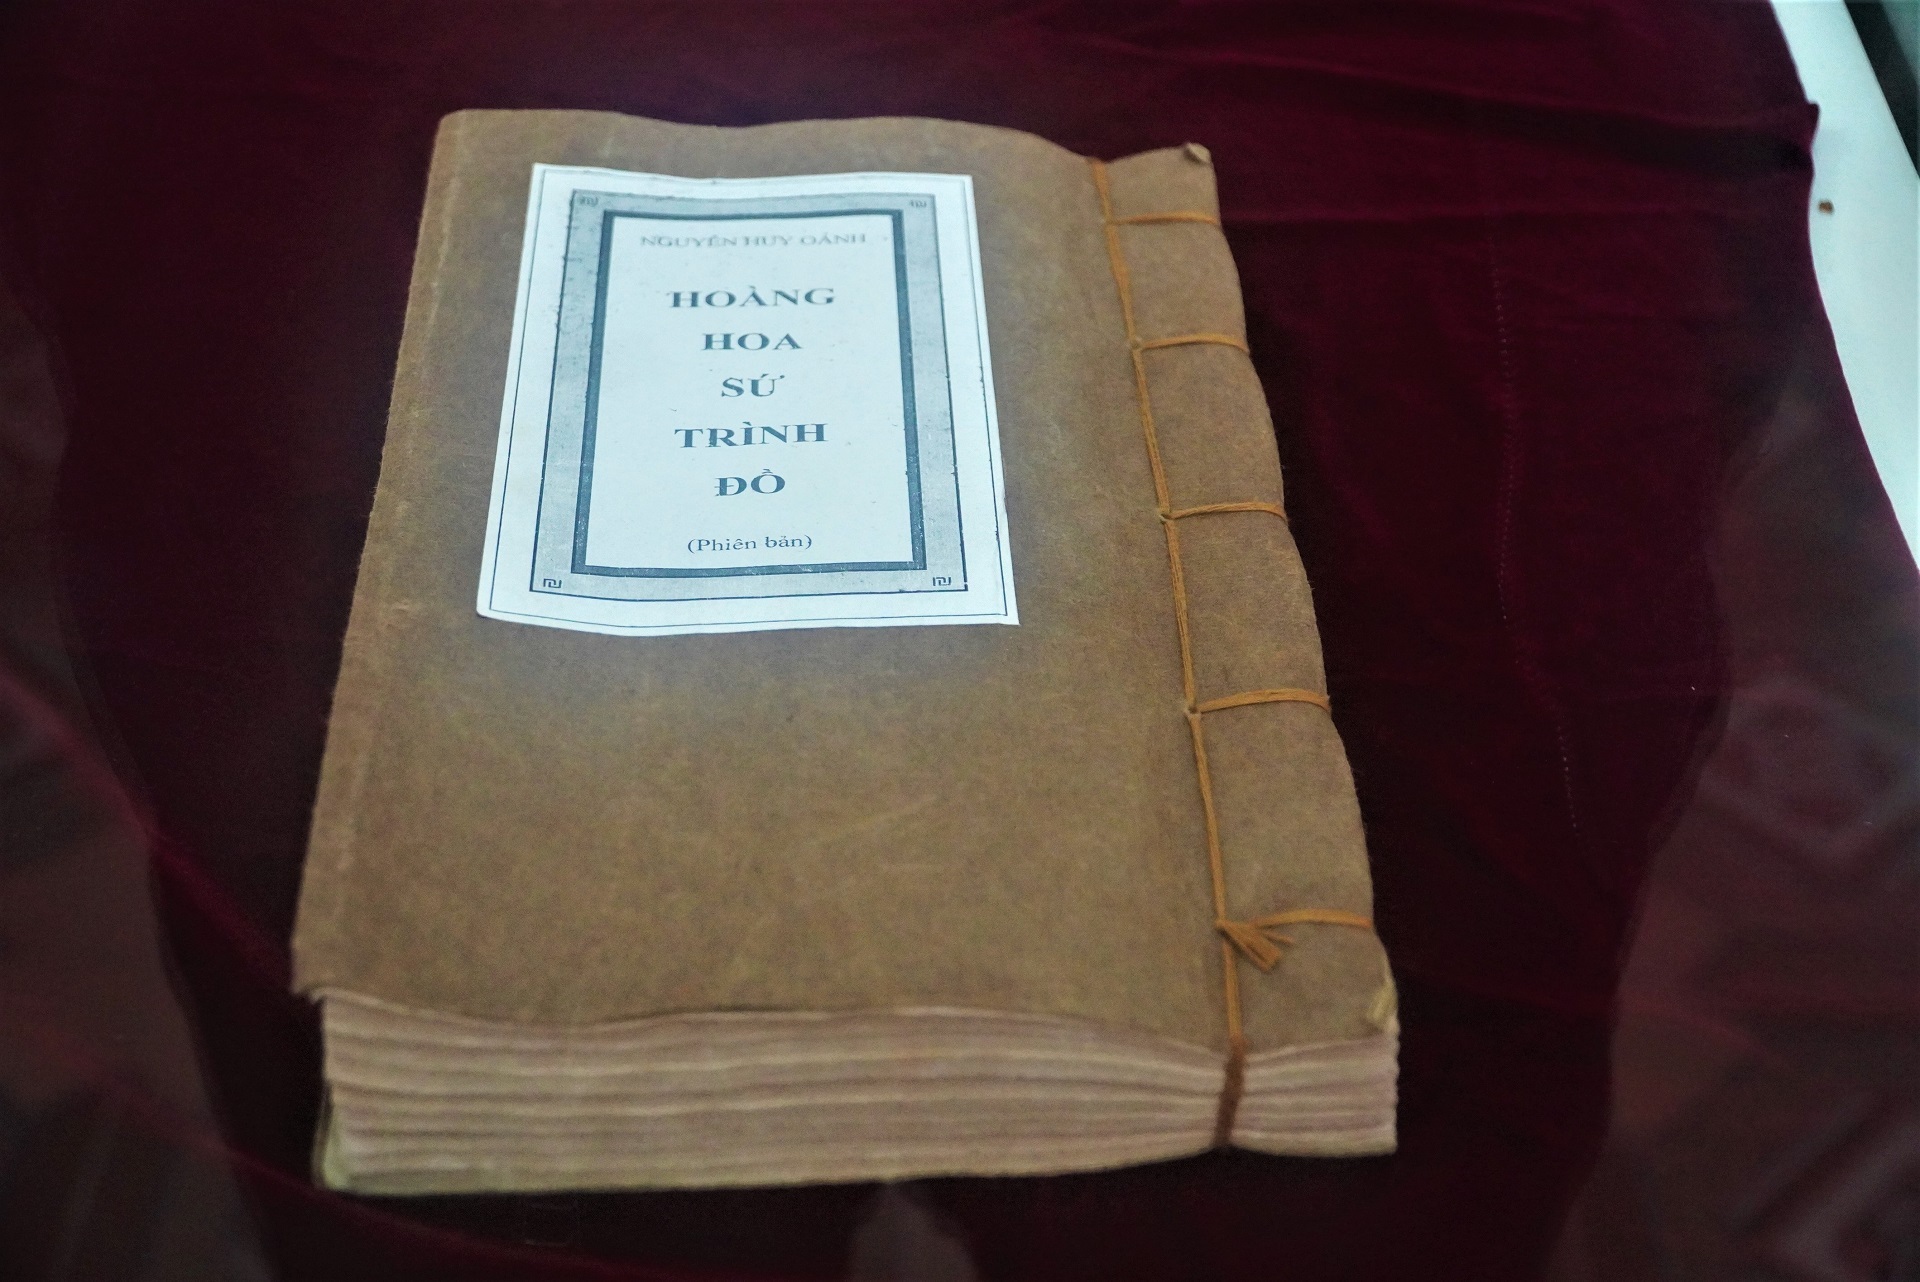 NGUYỄN HUY OÁNH
HOÀNG
HOA
SỨ
TRÌNH
ĐỒ
(Phiên bản)